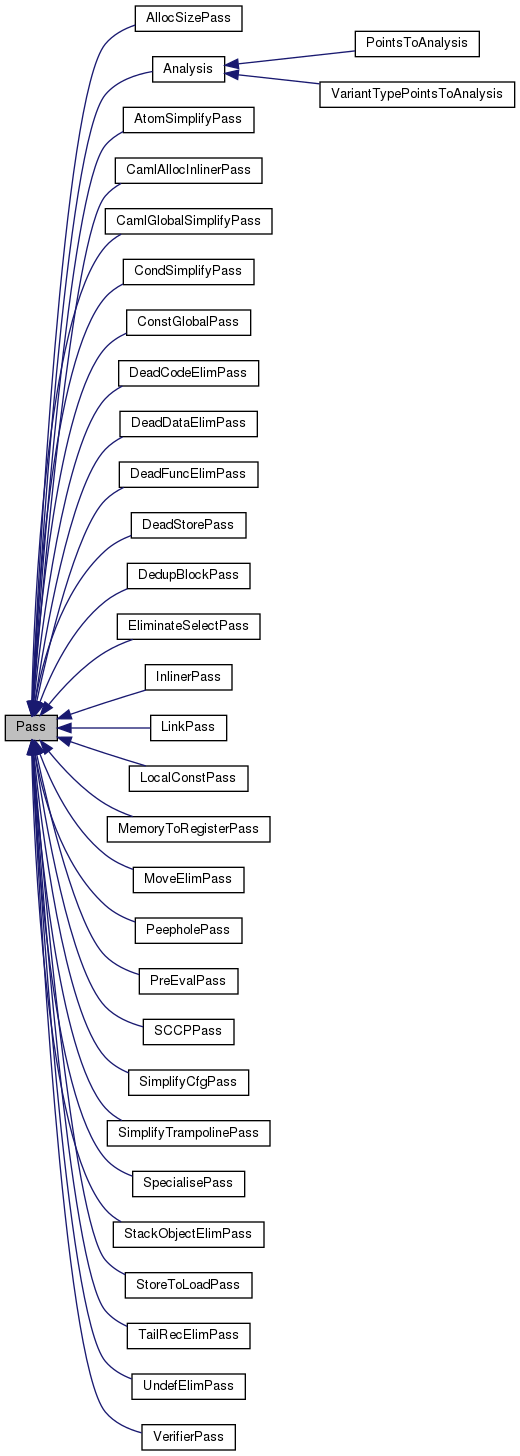 AllocSizePass
PointsToAnalysis
Analysis
VariantTypePointsToAnalysis
AtomSimplifyPass
CamlAllocInlinerPass
CamlGlobalSimplifyPass
CondSimplifyPass
ConstGlobalPass
DeadCodeElimPass
DeadDataElimPass
DeadFuncElimPass
DeadStorePass
DedupBlockPass
EliminateSelectPass
InlinerPass
Pass
LinkPass
LocalConstPass
MemoryToRegisterPass
MoveElimPass
PeepholePass
PreEvalPass
SCCPPass
SimplifyCfgPass
SimplifyTrampolinePass
SpecialisePass
StackObjectElimPass
StoreToLoadPass
TailRecElimPass
UndefElimPass
VerifierPass